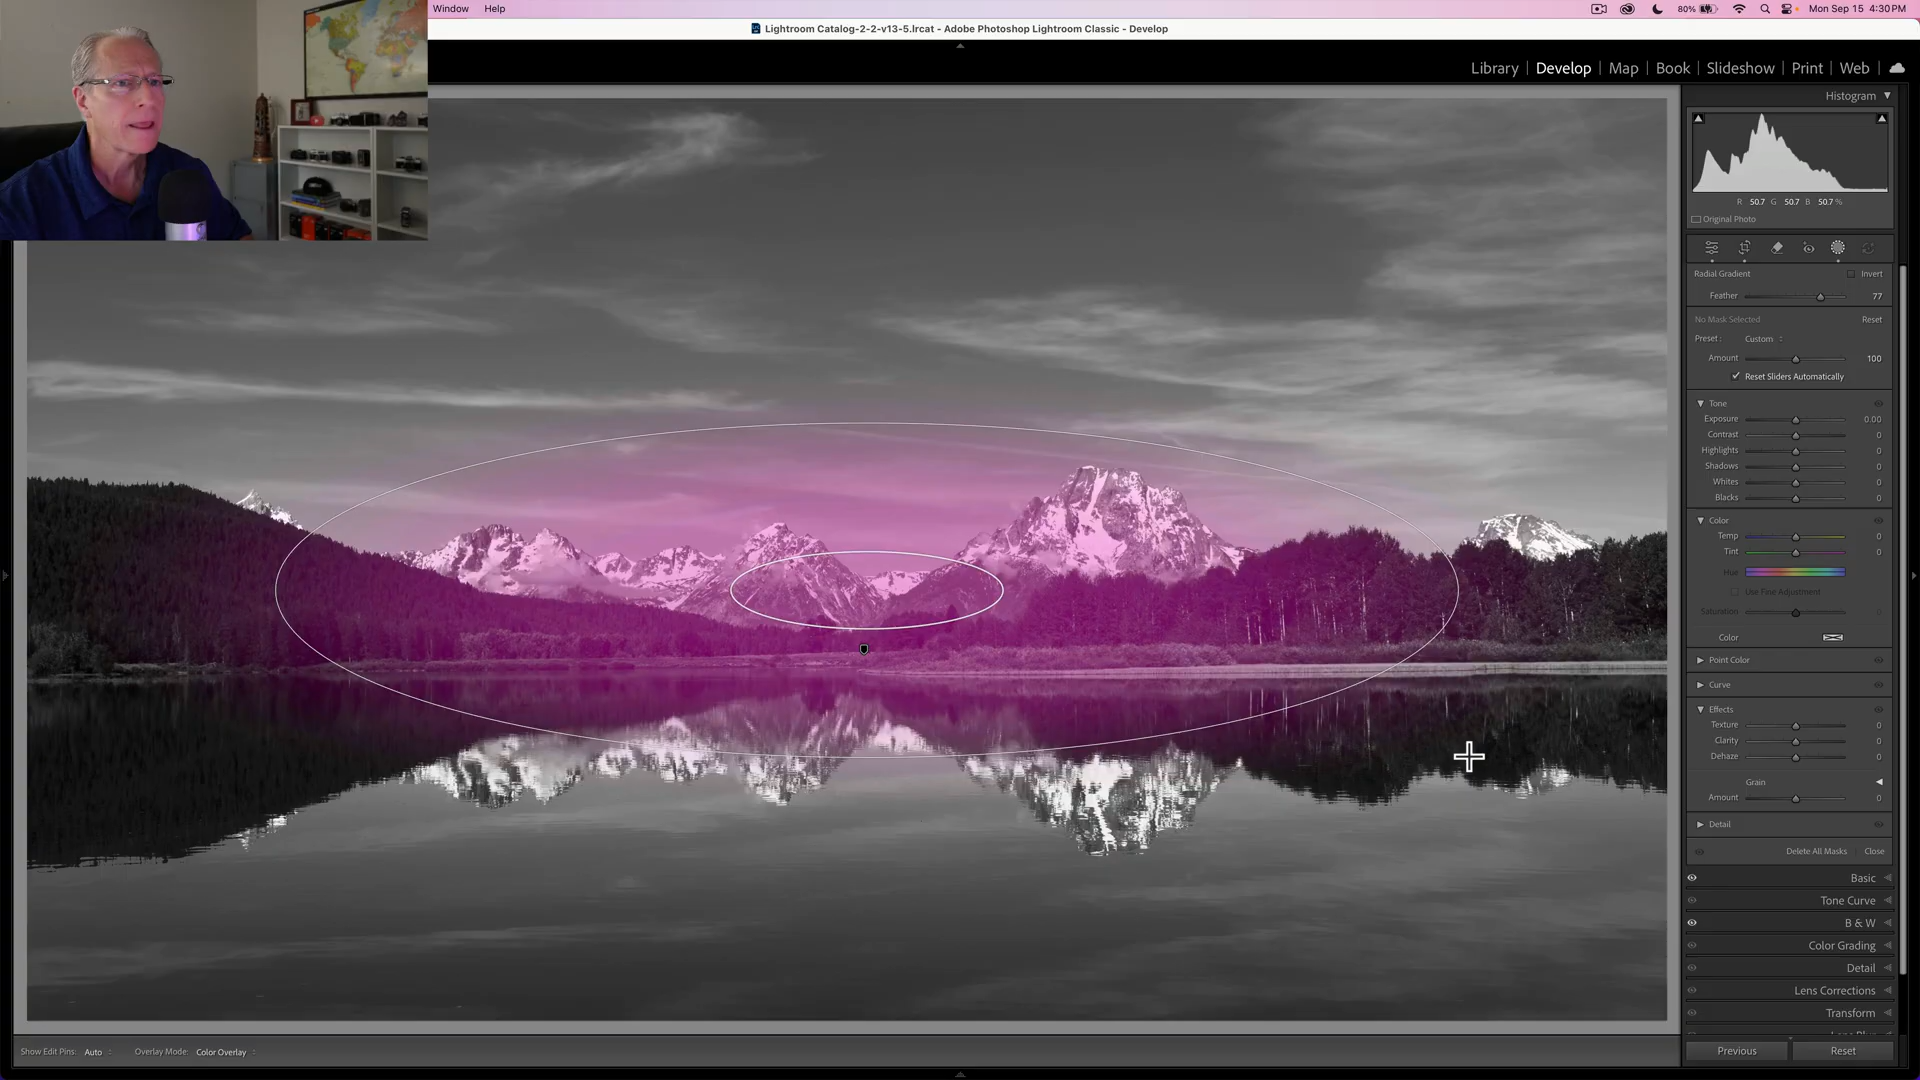 Window Help
80% Mon Sep 15 4:30 PM
Lightroom Catalog-2-2-v13-5.lrcat - Adobe Photoshop Lightroom Classic - Develop
Library | Develop | Map | Book | Slideshow | Print | Web
Histogram
R 50.7 G 50.7 B 50.7 %
Original Photo
Radial Gradient Invert
Feather 77
No Mask Selected Reset
Preset : Custom
Amount 100
Reset Sliders Automatically
Tone
Exposure 0.00
Contrast 0
Highlights 0
Shadows 0
Whites 0
Blacks 0
Color
Temp 0
Tint 0
Hue
Use Fine Adjustment
Saturation 0
Color
Point Color
Curve
Effects
Texture 0
Clarity 0
Dehaze 0
Grain
Amount 0
Detail
Delete All Masks Close
Basic
Tone Curve
B & W
Color Grading
Detail
Lens Corrections
Transform
Lens Blur
Previous Reset
Show Edit Pins: Auto Overlay Mode: Color Overlay